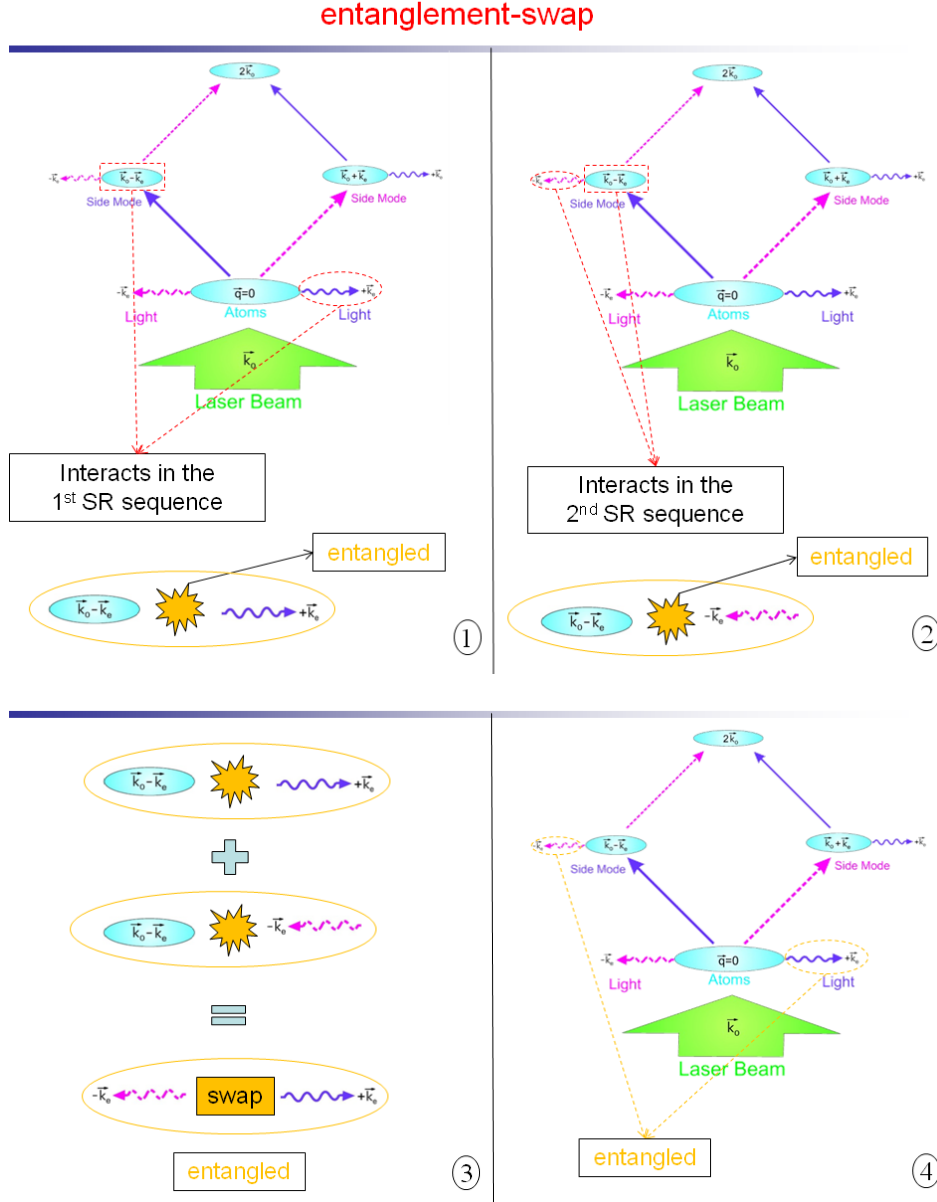 entanglement-swap
2k₀
-kₑ k₀-kₑ k₀+kₑ +kₑ
Side Mode Side Mode
-kₑ q=0 +kₑ
Light Atoms Light
k₀
Laser Beam
Interacts in the
1st SR sequence
entangled
k₀-kₑ +kₑ
1
2k₀
-kₑ k₀-kₑ k₀+kₑ +kₑ
Side Mode Side Mode
-kₑ q=0 +kₑ
Light Atoms Light
k₀
Laser Beam
Interacts in the
2nd SR sequence
entangled
k₀-kₑ -kₑ
2
k₀-kₑ +kₑ
k₀-kₑ -kₑ
-kₑ swap +kₑ
entangled
3
2k₀
-kₑ k₀-kₑ k₀+kₑ +kₑ
Side Mode Side Mode
-kₑ q=0 +kₑ
Light Atoms Light
k₀
Laser Beam
entangled
4